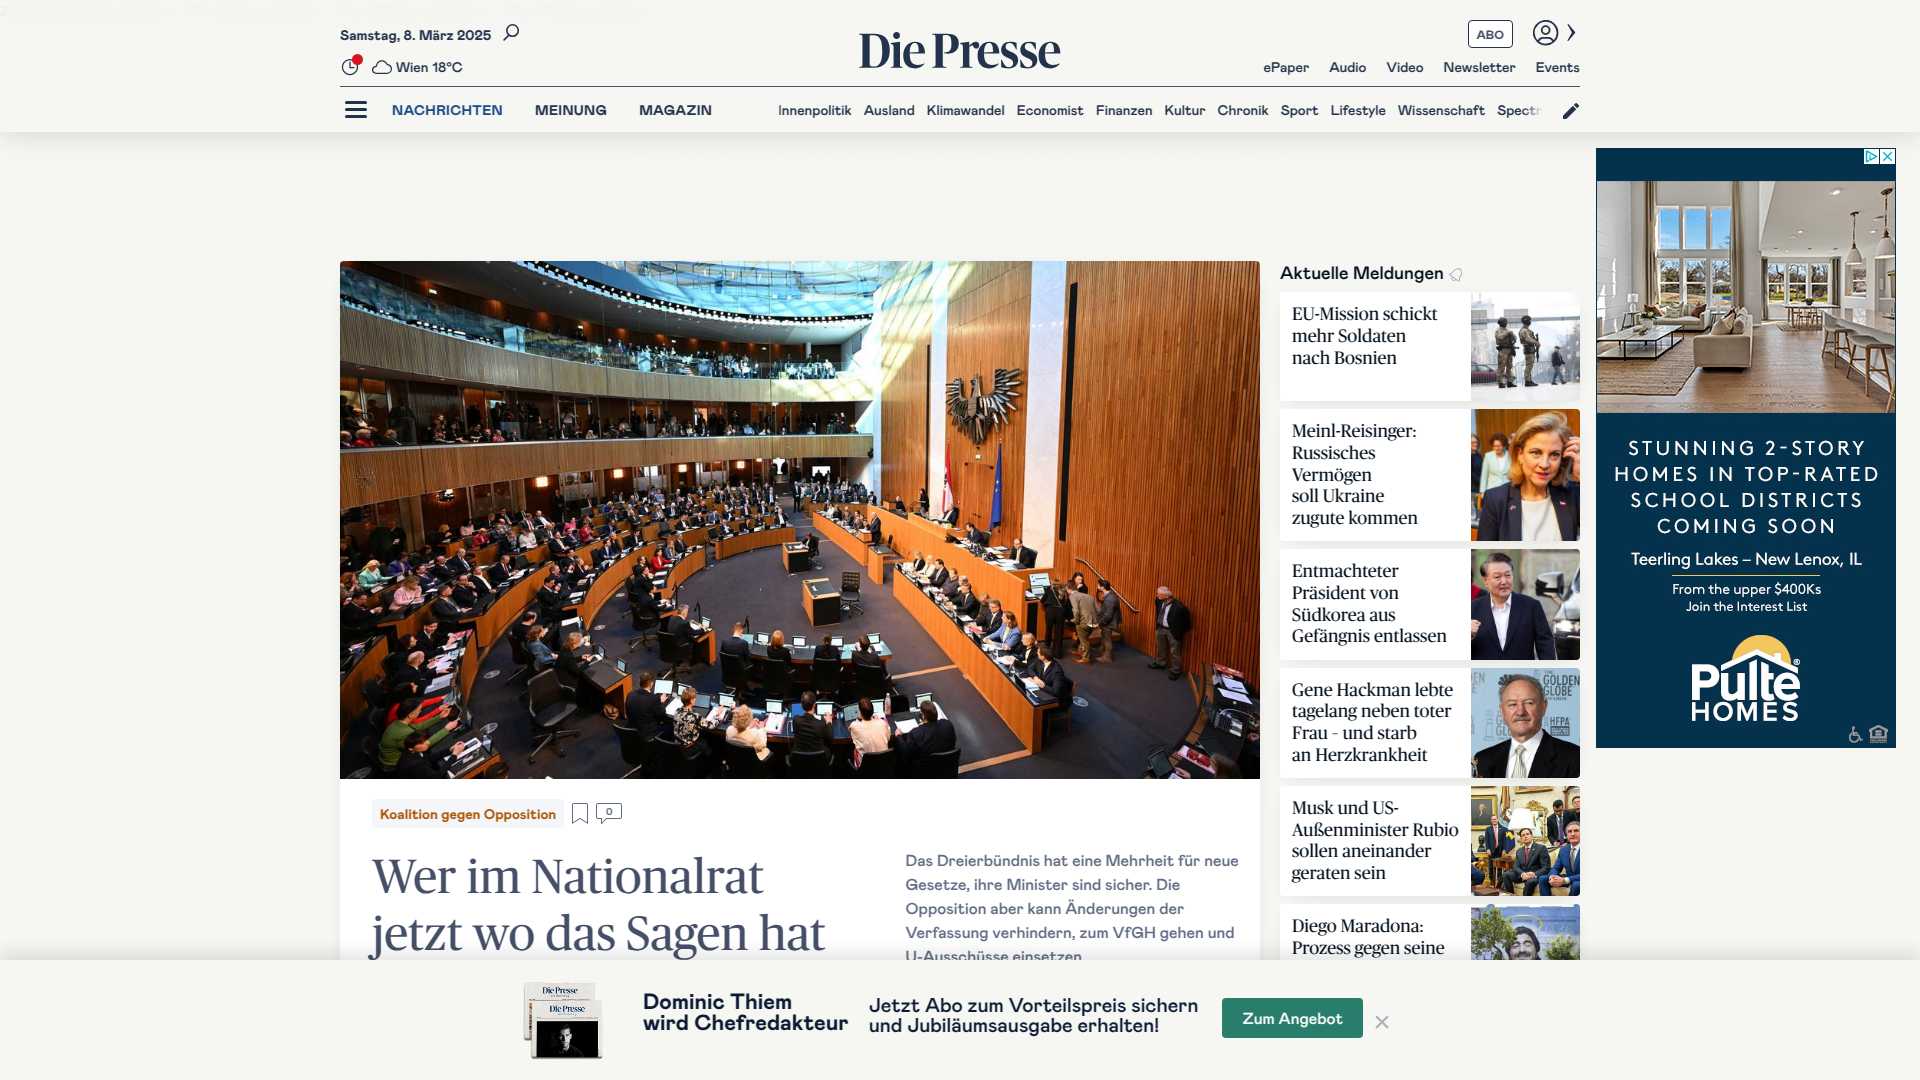 Samstag, 8. März 2025
Wien 18°C
Die Presse
ABO
ePaper Audio Video Newsletter Events
NACHRICHTEN MEINUNG MAGAZIN
Innenpolitik Ausland Klimawandel Economist Finanzen Kultur Chronik Sport Lifestyle Wissenschaft Spectr
Aktuelle Meldungen
EU-Mission schickt
mehr Soldaten
nach Bosnien
Meinl-Reisinger:
Russisches
Vermögen
soll Ukraine
zugute kommen
Entmachteter
Präsident von
Südkorea aus
Gefängnis entlassen
Gene Hackman lebte
tagelang neben toter
Frau – und starb
an Herzkrankheit
Musk und US-
Außenminister Rubio
sollen aneinander
geraten sein
Diego Maradona:
Prozess gegen seine
STUNNING 2-STORY
HOMES IN TOP-RATED
SCHOOL DISTRICTS
COMING SOON
Teerling Lakes – New Lenox, IL
From the upper $400Ks
Join the Interest List
Pulte®
HOMES
Koalition gegen Opposition
0
Wer im Nationalrat
jetzt wo das Sagen hat
Das Dreierbündnis hat eine Mehrheit für neue
Gesetze, ihre Minister sind sicher. Die
Opposition aber kann Änderungen der
Verfassung verhindern, zum VfGH gehen und
U-Ausschüsse einsetzen.
Die Presse
Die Presse
Dominic Thiem
wird Chefredakteur
Jetzt Abo zum Vorteilspreis sichern
und Jubiläumsausgabe erhalten!
Zum Angebot